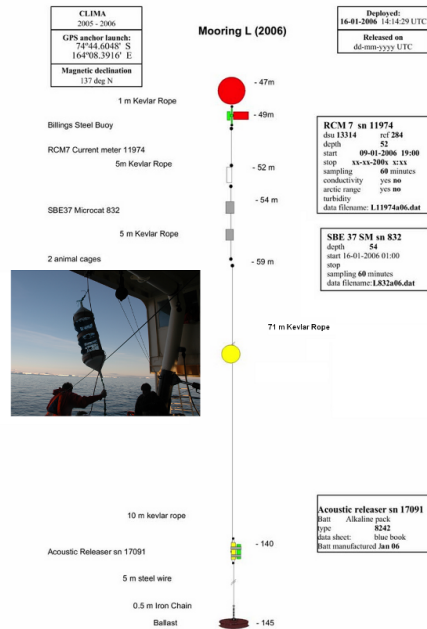 CLIMA
2005 - 2006
GPS anchor launch:
74°44.6048' S
164°08.3916' E
Magnetic declination
137 deg N
Mooring L (2006)
Deployed:
16-01-2006 14:14:29 UTC
Released on
dd-mm-yyyy UTC
- 47m
1 m Kevlar Rope
- 49m
Billings Steel Buoy
RCM7 Current meter 11974
5m Kevlar Rope
- 52 m
- 54 m
SBE37 Microcat 832
5 m Kevlar Rope
2 animal cages
- 59 m
RCM 7 sn 11974
dsu 13314 ref 284
depth 52
start 09-01-2006 19:00
stop xx-xx-200x x:xx
sampling 60 minutes
conductivity yes no
arctic range yes no
turbidity
data filename: L11974a06.dat
SBE 37 SM sn 832
depth 54
start 16-01-2006 01:00
stop
sampling 60 minutes
data filename:L832a06.dat
71 m Kevlar Rope
10 m kevlar rope
- 140
Acoustic Releaser sn 17091
5 m steel wire
0.5 m Iron Chain
Ballast
- 145
Acoustic releaser sn 17091
Batt Alkaline pack
type 8242
data sheet: blue book
Batt manufactured Jan 06